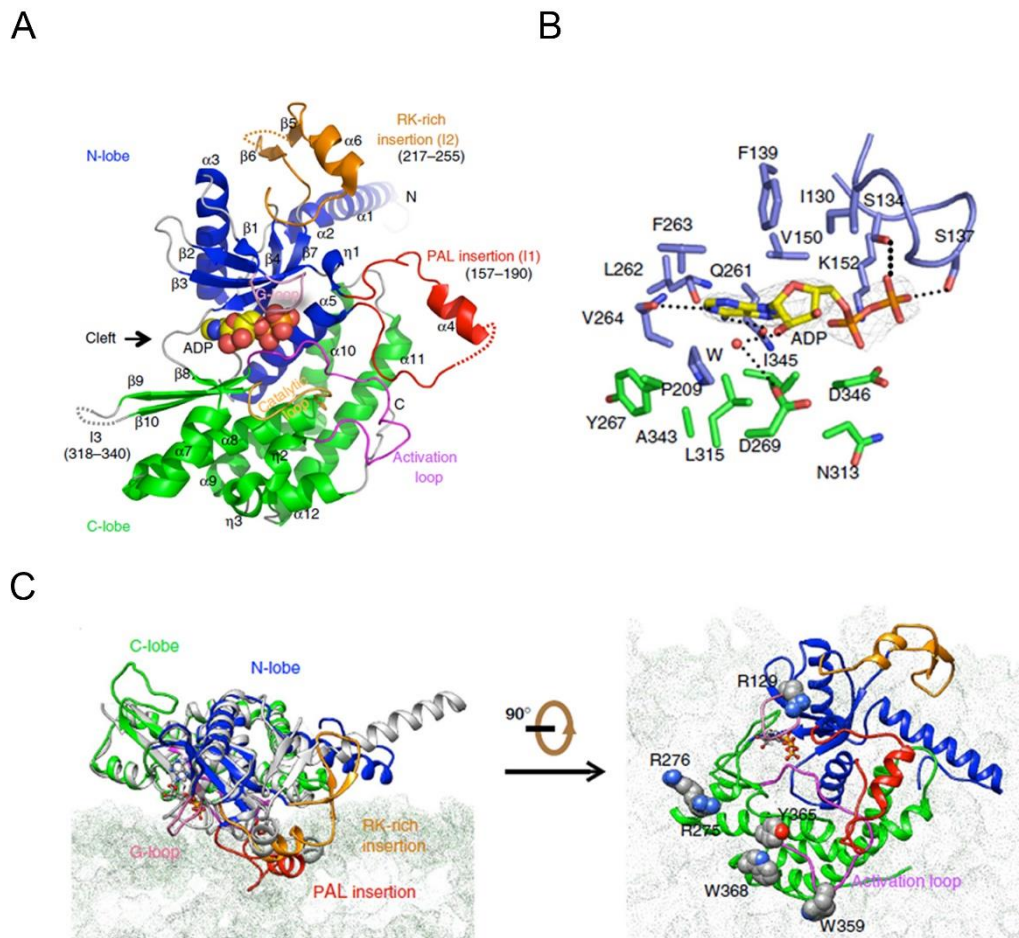 A
B
RK-rich
insertion (I2)
(217–255)
β5
α6
β6
N-lobe
α3
N
α1
α2
β1
β2
β4
β7
η1
PAL insertion (I1)
(157–190)
β3
G-loop
α5
α4
Cleft
ADP
α10
α11
β8
β9
C
β10
Catalytic
loop
I3
(318–340)
α8
α7
η2
Activation
loop
α9
η3
α12
C-lobe
F139
I130
S134
F263
V150
S137
K152
L262
Q261
V264
ADP
W
I345
P209
D346
Y267
A343
L315
D269
N313
C
C-lobe
N-lobe
G-loop
RK-rich
insertion
PAL insertion
90°
R129
R276
R275
Y365
W368
Activation loop
W359